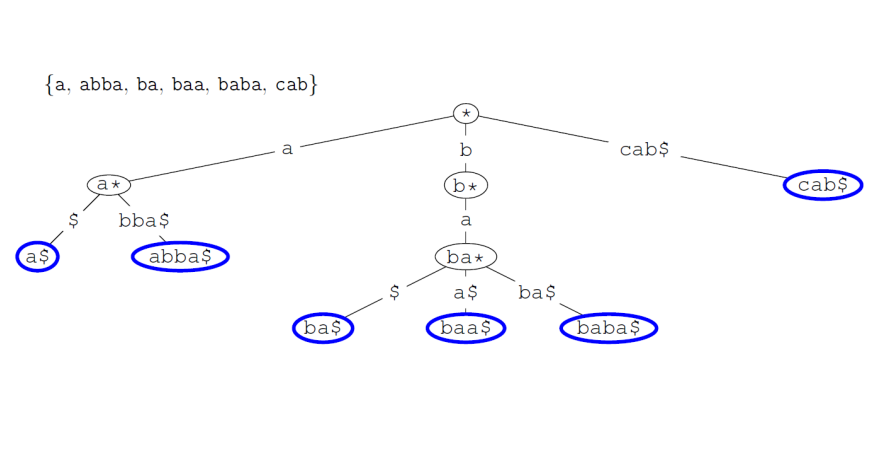 {a, abba, ba, baa, baba, cab}
*
a b cab$
a* b* cab$
$ bba$ a
a$ abba$ ba*
$ a$ ba$
ba$ baa$ baba$